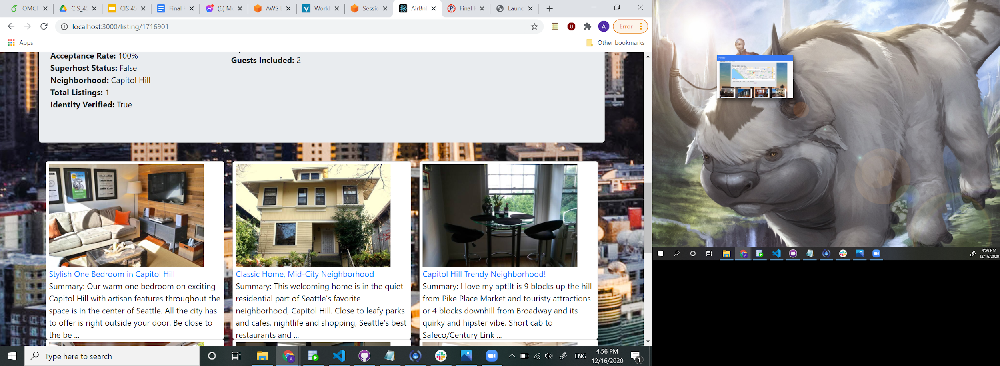 OMCI
CIS_45
CIS 45
Final
(6) Me
AWS
Workl
Sessio
AirBn
Final
Launc
localhost:3000/listing/1716901
A
Error
Apps
Other bookmarks
Acceptance Rate: 100%
Superhost Status: False
Neighborhood: Capitol Hill
Total Listings: 1
Identity Verified: True
Guests Included: 2
Stylish One Bedroom in Capitol Hill
Summary: Our warm one bedroom on exciting
Capitol Hill with artisan features throughout the
space is in the center of Seattle. All the city has
to offer is right outside your door. Be close to
the be ...
Classic Home, Mid-City Neighborhood
Summary: This welcoming home is in the quiet
residential part of Seattle's favorite
neighborhood, Capitol Hill. Close to leafy parks
and cafes, nightlife and shopping, Seattle's best
restaurants and ...
Capitol Hill Trendy Neighborhood!
Summary: I love my apt!It is 9 blocks up the hill
from Pike Place Market and touristy attractions
or 4 blocks downhill from Broadway and its
quirky and hipster vibe. Short cab to
Safeco/Century Link ...
Type here to search
ENG
4:56 PM
12/16/2020
1
Preview
4:56 PM
12/16/2020